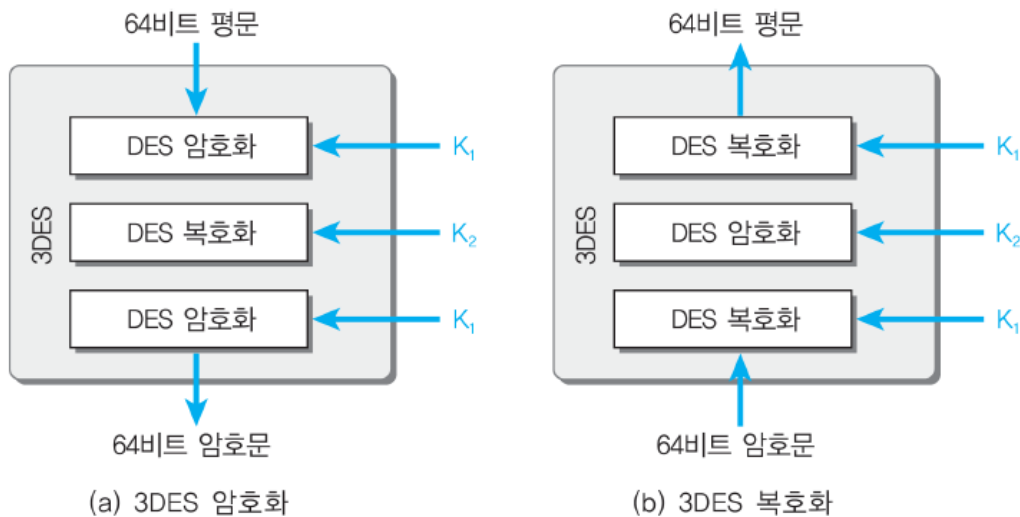 64비트 평문
DES 암호화
K₁
DES 복호화
K₂
DES 암호화
K₁
3DES
64비트 암호문
(a) 3DES 암호화
64비트 평문
DES 복호화
K₁
DES 암호화
K₂
DES 복호화
K₁
3DES
64비트 암호문
(b) 3DES 복호화